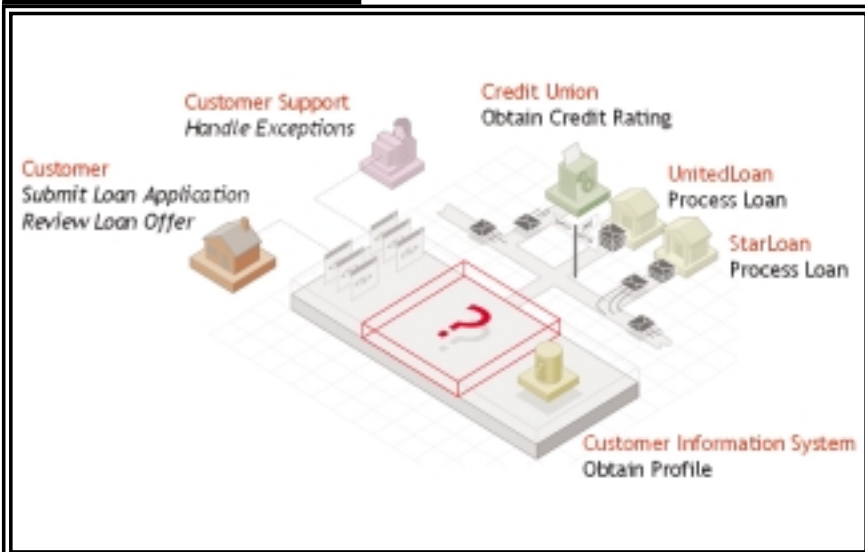 Customer Support
Handle Exceptions
Credit Union
Obtain Credit Rating
Customer
Submit Loan Application
Review Loan Offer
UnitedLoan
Process Loan
StarLoan
Process Loan
?
Customer Information System
Obtain Profile